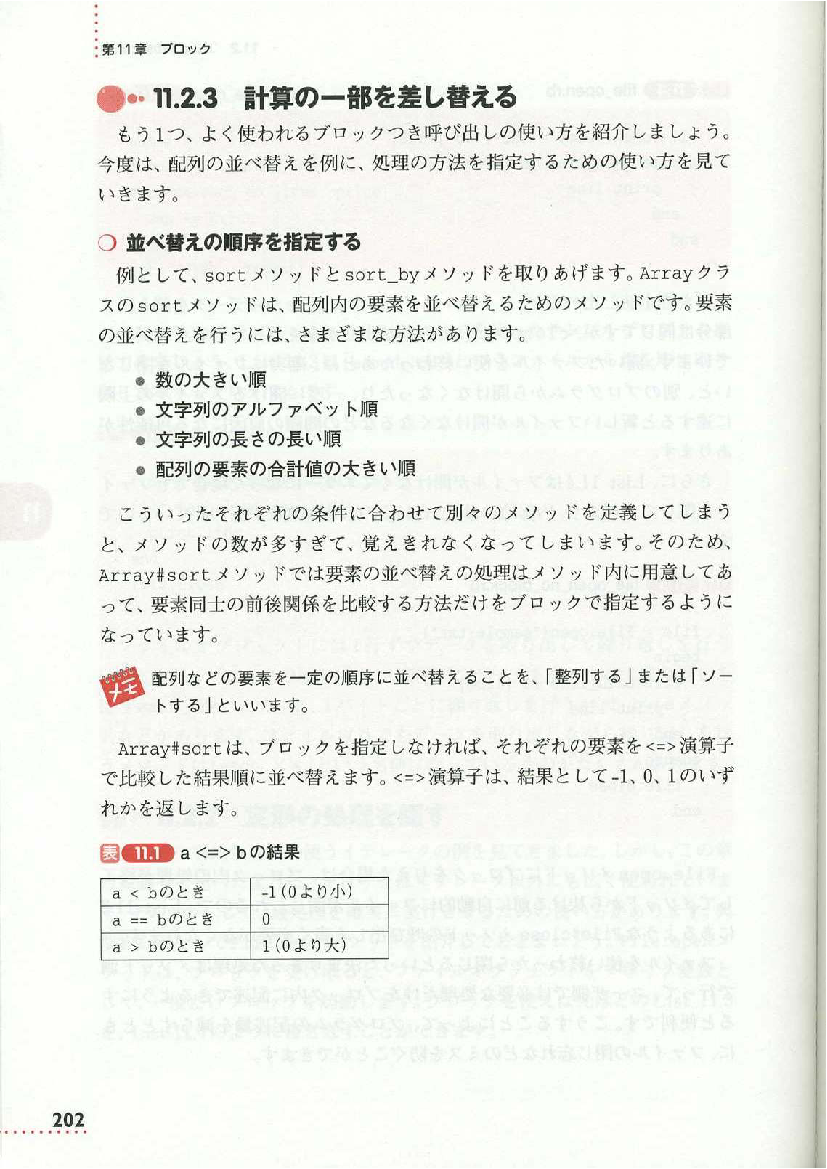 第11章 ブロック
11.2.3 計算の一部を差し替える
もう1つ、よく使われるブロックつき呼び出しの使い方を紹介しましょう。
今度は、配列の並べ替えを例に、処理の方法を指定するための使い方を見て
いきます。
並べ替えの順序を指定する
例として、sortメソッドとsort_byメソッドを取りあげます。Arrayクラ
スのsortメソッドは、配列内の要素を並べ替えるためのメソッドです。要素
の並べ替えを行うには、さまざまな方法があります。
● 数の大きい順
● 文字列のアルファベット順
● 文字列の長さの長い順
● 配列の要素の合計値の大きい順
こういったそれぞれの条件に合わせて別々のメソッドを定義してしまう
と、メソッドの数が多すぎて、覚えきれなくなってしまいます。そのため、
Array#sortメソッドでは要素の並べ替えの処理はメソッド内に用意してあ
って、要素同士の前後関係を比較する方法だけをブロックで指定するように
なっています。
メモ 配列などの要素を一定の順序に並べ替えることを、「整列する」または「ソー
トする」といいます。
Array#sortは、ブロックを指定しなければ、それぞれの要素を<=>演算子
で比較した結果順に並べ替えます。<=>演算子は、結果として-1、0、1のいず
れかを返します。
表 11.1 a <=> bの結果
a < bのとき -1(0より小)
a == bのとき 0
a > bのとき 1(0より大)
202